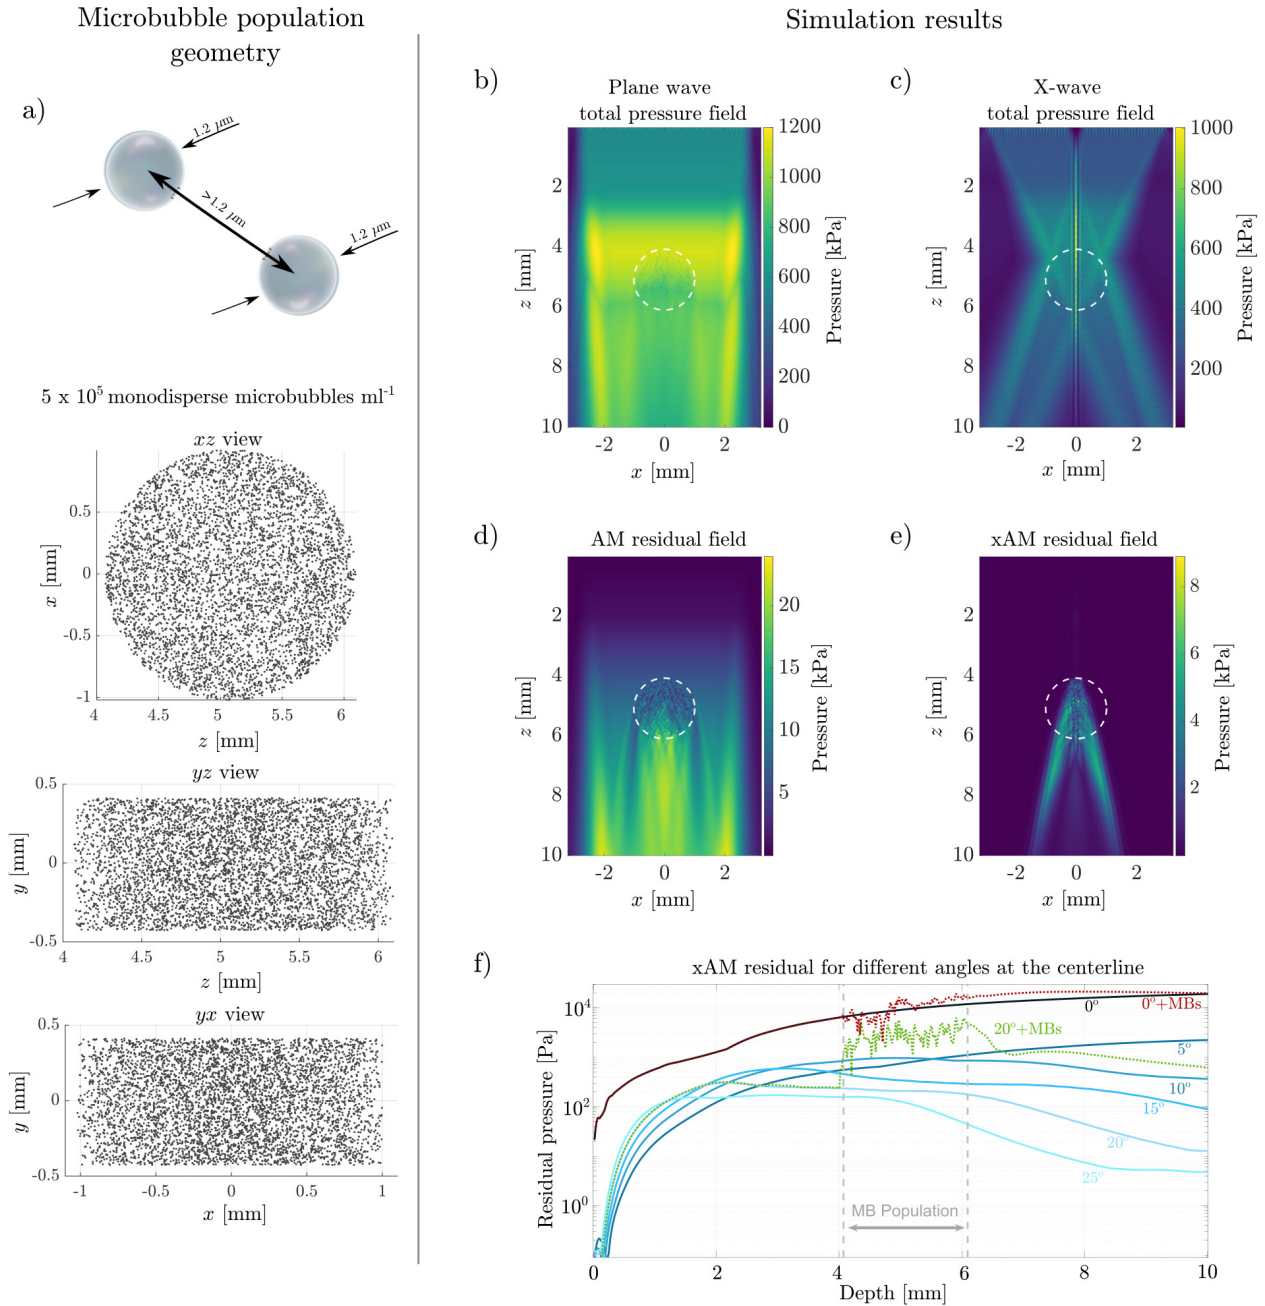 Microbubble population
geometry
Simulation results
a)
1.2 μm
>1.2 μm
1.2 μm
5 x 10⁵ monodisperse microbubbles ml⁻¹
xz view
0.5
0
-0.5
-1
4
4.5
5
5.5
6
x [mm]
z [mm]
yz view
0.5
0
-0.5
4
4.5
5
5.5
6
y [mm]
z [mm]
yx view
0.5
0
-0.5
-1
-0.5
0
0.5
1
y [mm]
x [mm]
b)
Plane wave
total pressure field
2
4
6
8
10
-2
0
2
z [mm]
x [mm]
1200
1000
800
600
400
200
0
Pressure [kPa]
c)
X-wave
total pressure field
2
4
6
8
10
-2
0
2
z [mm]
x [mm]
1000
800
600
400
200
Pressure [kPa]
d)
AM residual field
2
4
6
8
10
-2
0
2
z [mm]
x [mm]
20
15
10
5
Pressure [kPa]
e)
xAM residual field
2
4
6
8
10
-2
0
2
z [mm]
x [mm]
8
6
4
2
Pressure [kPa]
f)
xAM residual for different angles at the centerline
10⁴
10²
10⁰
Residual pressure [Pa]
0º
0º+MBs
20º+MBs
5º
10º
15º
20º
25º
MB Population
0
2
4
6
8
10
Depth [mm]